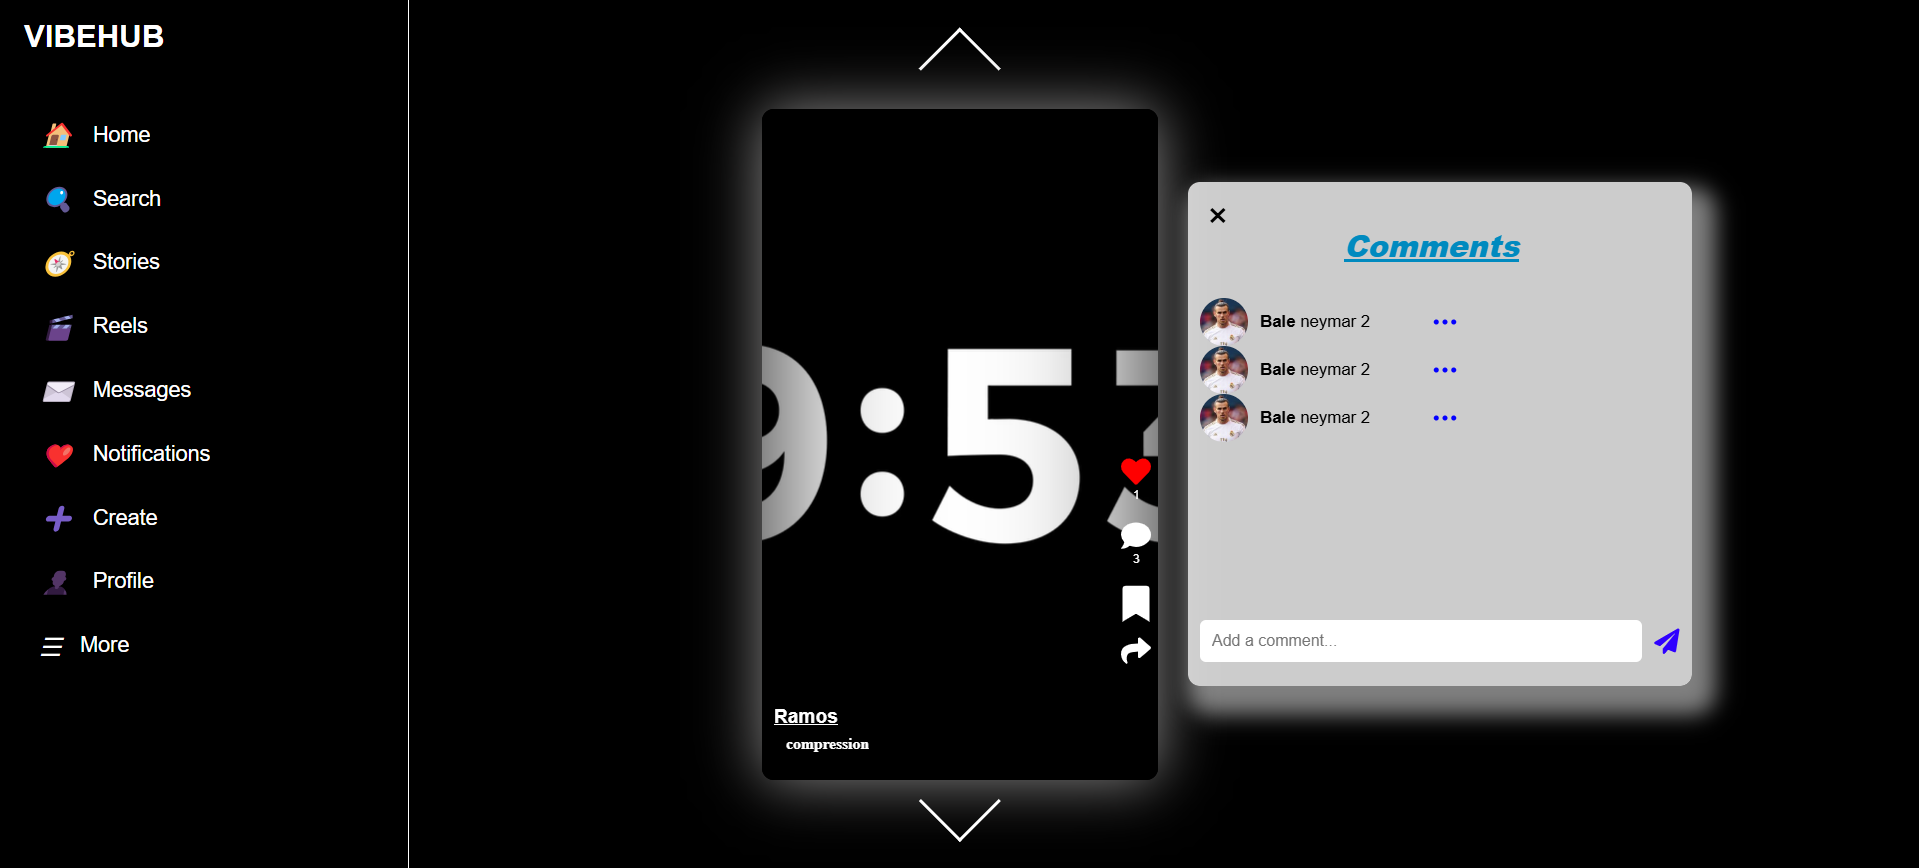 VIBEHUB
Home
Search
Stories
Reels
Messages
Notifications
Create
Profile
More
9:53
1
3
Ramos
compression
Comments
Bale neymar 2
Bale neymar 2
Bale neymar 2
Add a comment...